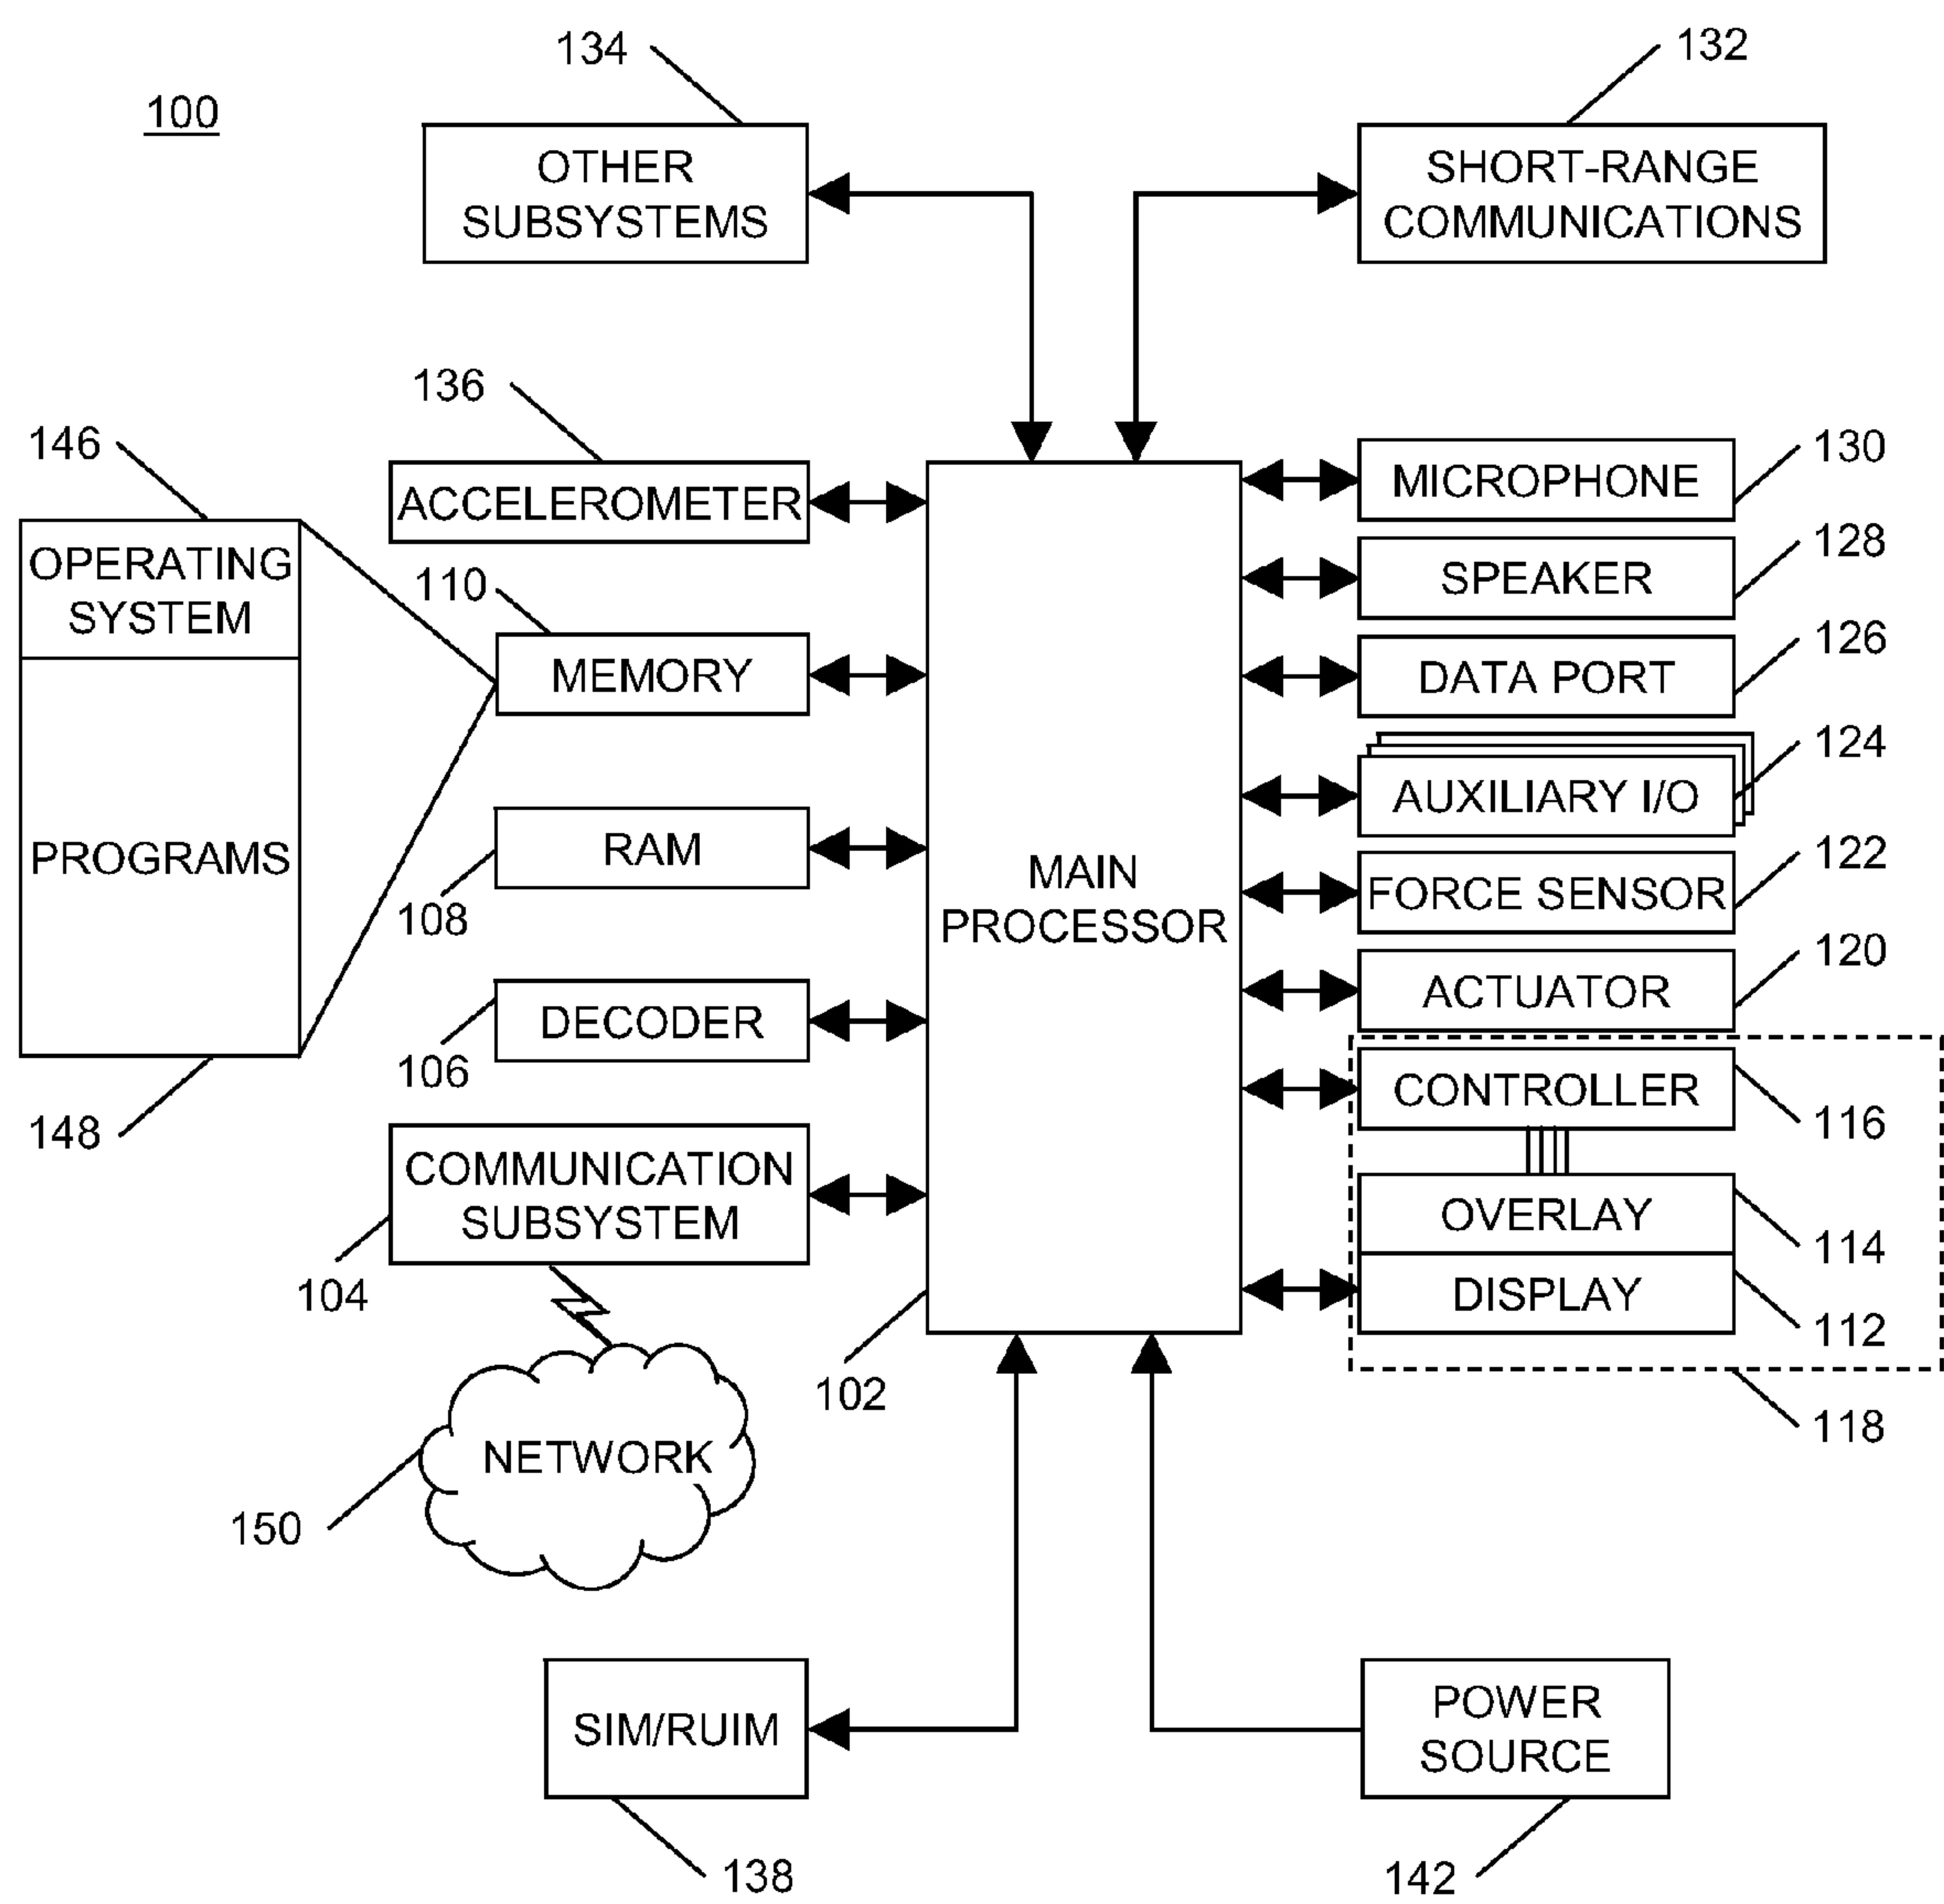 134
132
100
OTHER
SUBSYSTEMS
SHORT-RANGE
COMMUNICATIONS
136
146
ACCELEROMETER
MICROPHONE
130
OPERATING
SYSTEM
110
SPEAKER
128
MEMORY
DATA PORT
126
AUXILIARY I/O
124
PROGRAMS
RAM
108
MAIN
PROCESSOR
FORCE SENSOR
122
ACTUATOR
120
DECODER
106
CONTROLLER
116
148
COMMUNICATION
SUBSYSTEM
104
OVERLAY
114
DISPLAY
112
102
118
NETWORK
150
SIM/RUIM
POWER
SOURCE
138
142